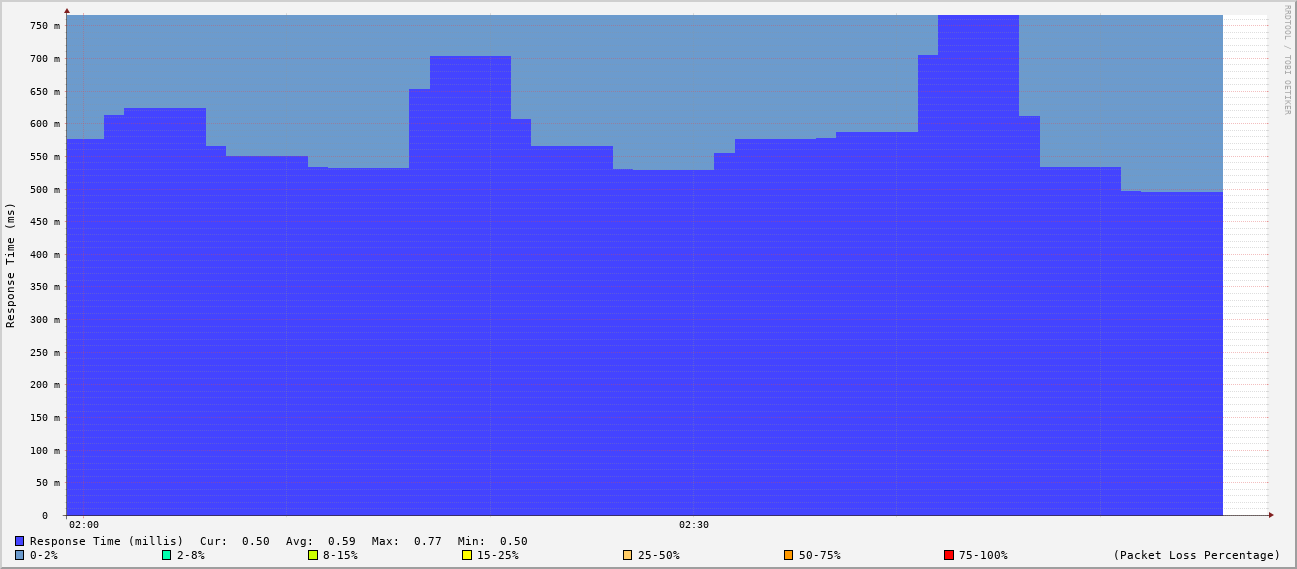 RRDTOOL / TOBI OETIKER
Response Time (ms)
750 m
700 m
650 m
600 m
550 m
500 m
450 m
400 m
350 m
300 m
250 m
200 m
150 m
100 m
50 m
0
02:00 02:30
Response Time (millis) Cur: 0.50 Avg: 0.59 Max: 0.77 Min: 0.50
0-2% 2-8% 8-15% 15-25% 25-50% 50-75% 75-100% (Packet Loss Percentage)